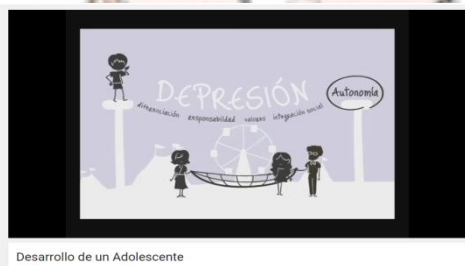 DEPRESIÓN
Autonomía
diferenciación responsabilidad valores integración social
Desarrollo de un Adolescente